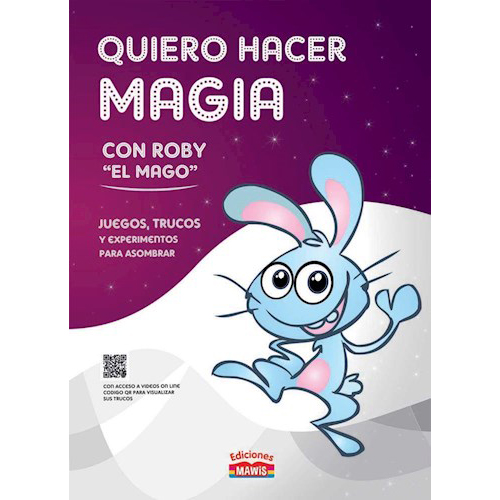 QUIERO HACER
MAGIA
CON ROBY
“EL MAGO”
JUEGOS, TRUCOS
Y EXPERIMENTOS
PARA ASOMBRAR
CON ACCESO A VIDEOS ON LINE
CODIGO QR PARA VISUALIZAR
SUS TRUCOS
Ediciones
MAWIS